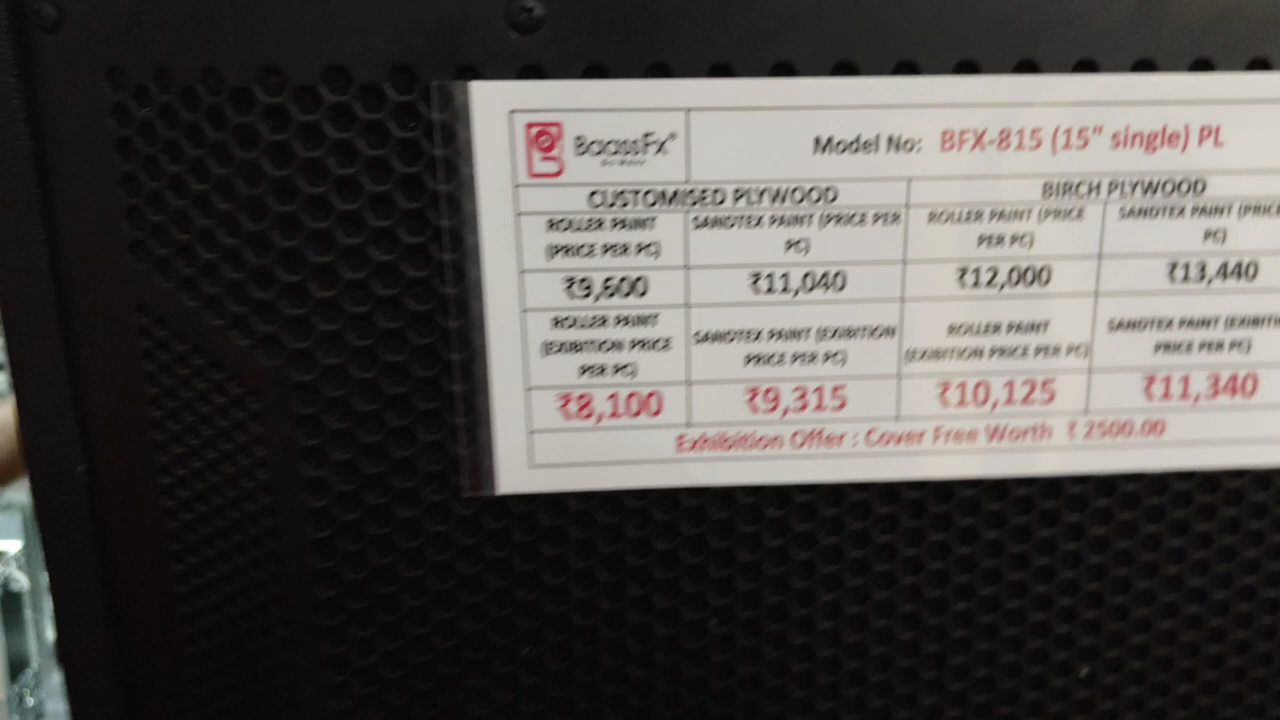 BaassFx®
Model No: BFX-815 (15" single) PL
CUSTOMISED PLYWOOD BIRCH PLYWOOD
ROLLER PAINT (PRICE PER PC)
SANDTEX PAINT (PRICE PER PC)
ROLLER PAINT (PRICE PER PC)
SANDTEX PAINT (PRICE PC)
₹9,600 ₹11,040 ₹12,000 ₹13,440
ROLLER PAINT (EXIBITION PRICE PER PC)
SANDTEX PAINT (EXIBITION PRICE PER PC)
ROLLER PAINT (EXIBITION PRICE PER PC)
SANDTEX PAINT PRICE PER PC)
₹8,100 ₹9,315 ₹10,125 ₹11,340
Exhibition Offer : Cover Free Worth ₹ 2500.00